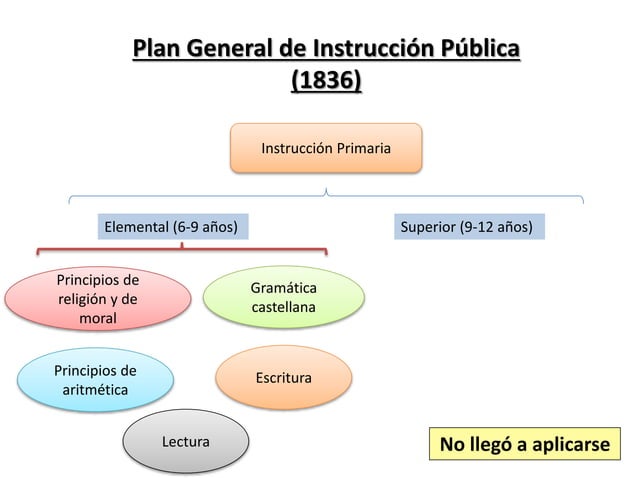 Plan General de Instrucción Pública
(1836)
Instrucción Primaria
Elemental (6-9 años)
Superior (9-12 años)
Principios de
religión y de
moral
Gramática
castellana
Principios de
aritmética
Escritura
Lectura
No llegó a aplicarse